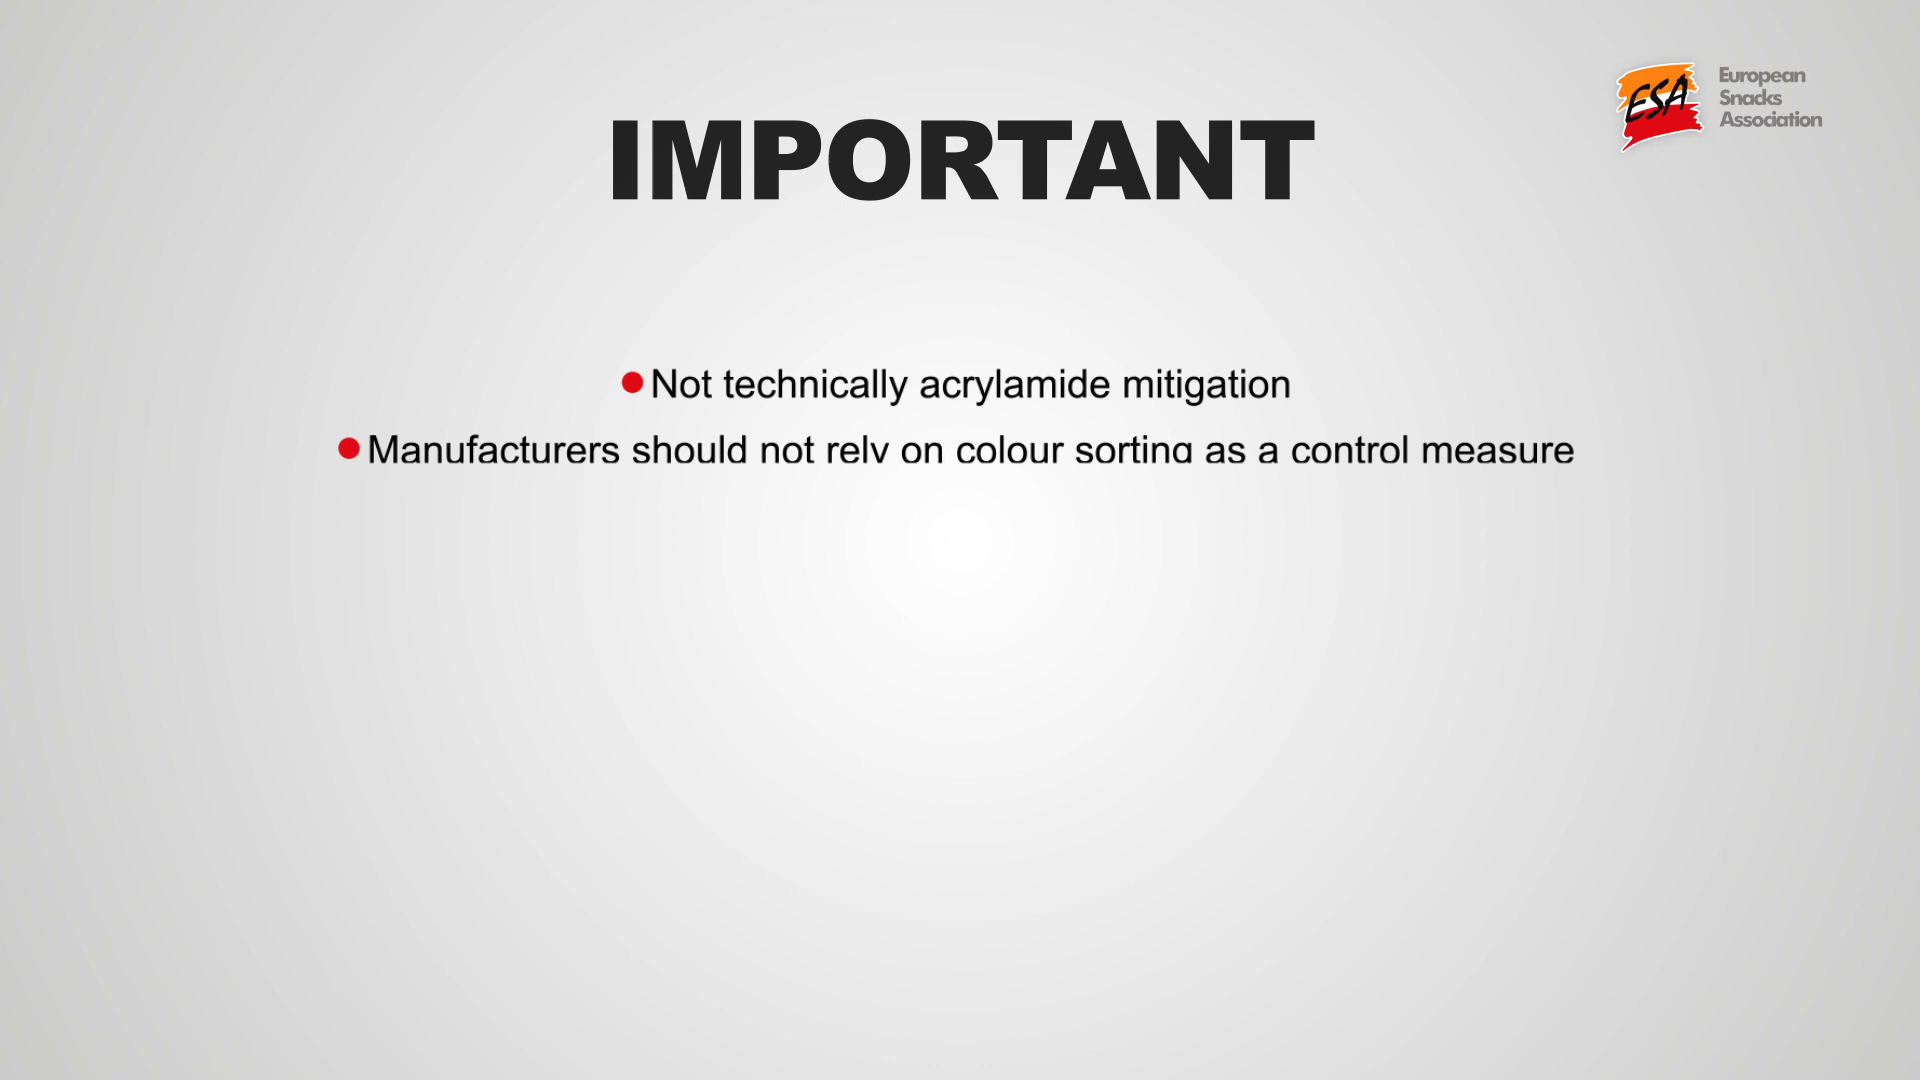 ESA
European
Snacks
Association
IMPORTANT
Not technically acrylamide mitigation
Manufacturers should not rely on colour sorting as a control measure